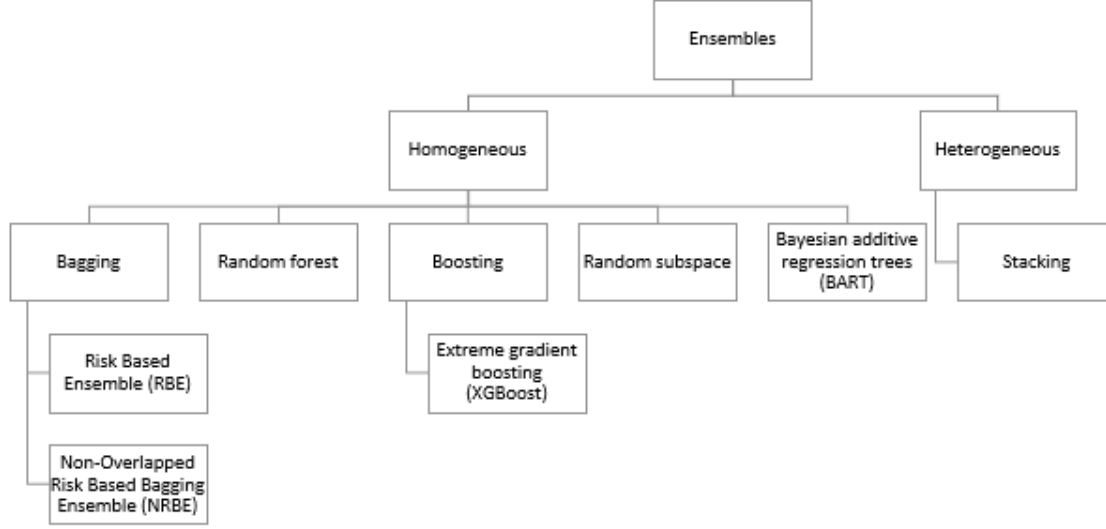 Ensembles
Homogeneous
Heterogeneous
Bagging
Random forest
Boosting
Random subspace
Bayesian additive
regression trees
(BART)
Stacking
Risk Based
Ensemble (RBE)
Extreme gradient
boosting
(XGBoost)
Non-Overlapped
Risk Based Bagging
Ensemble (NRBE)